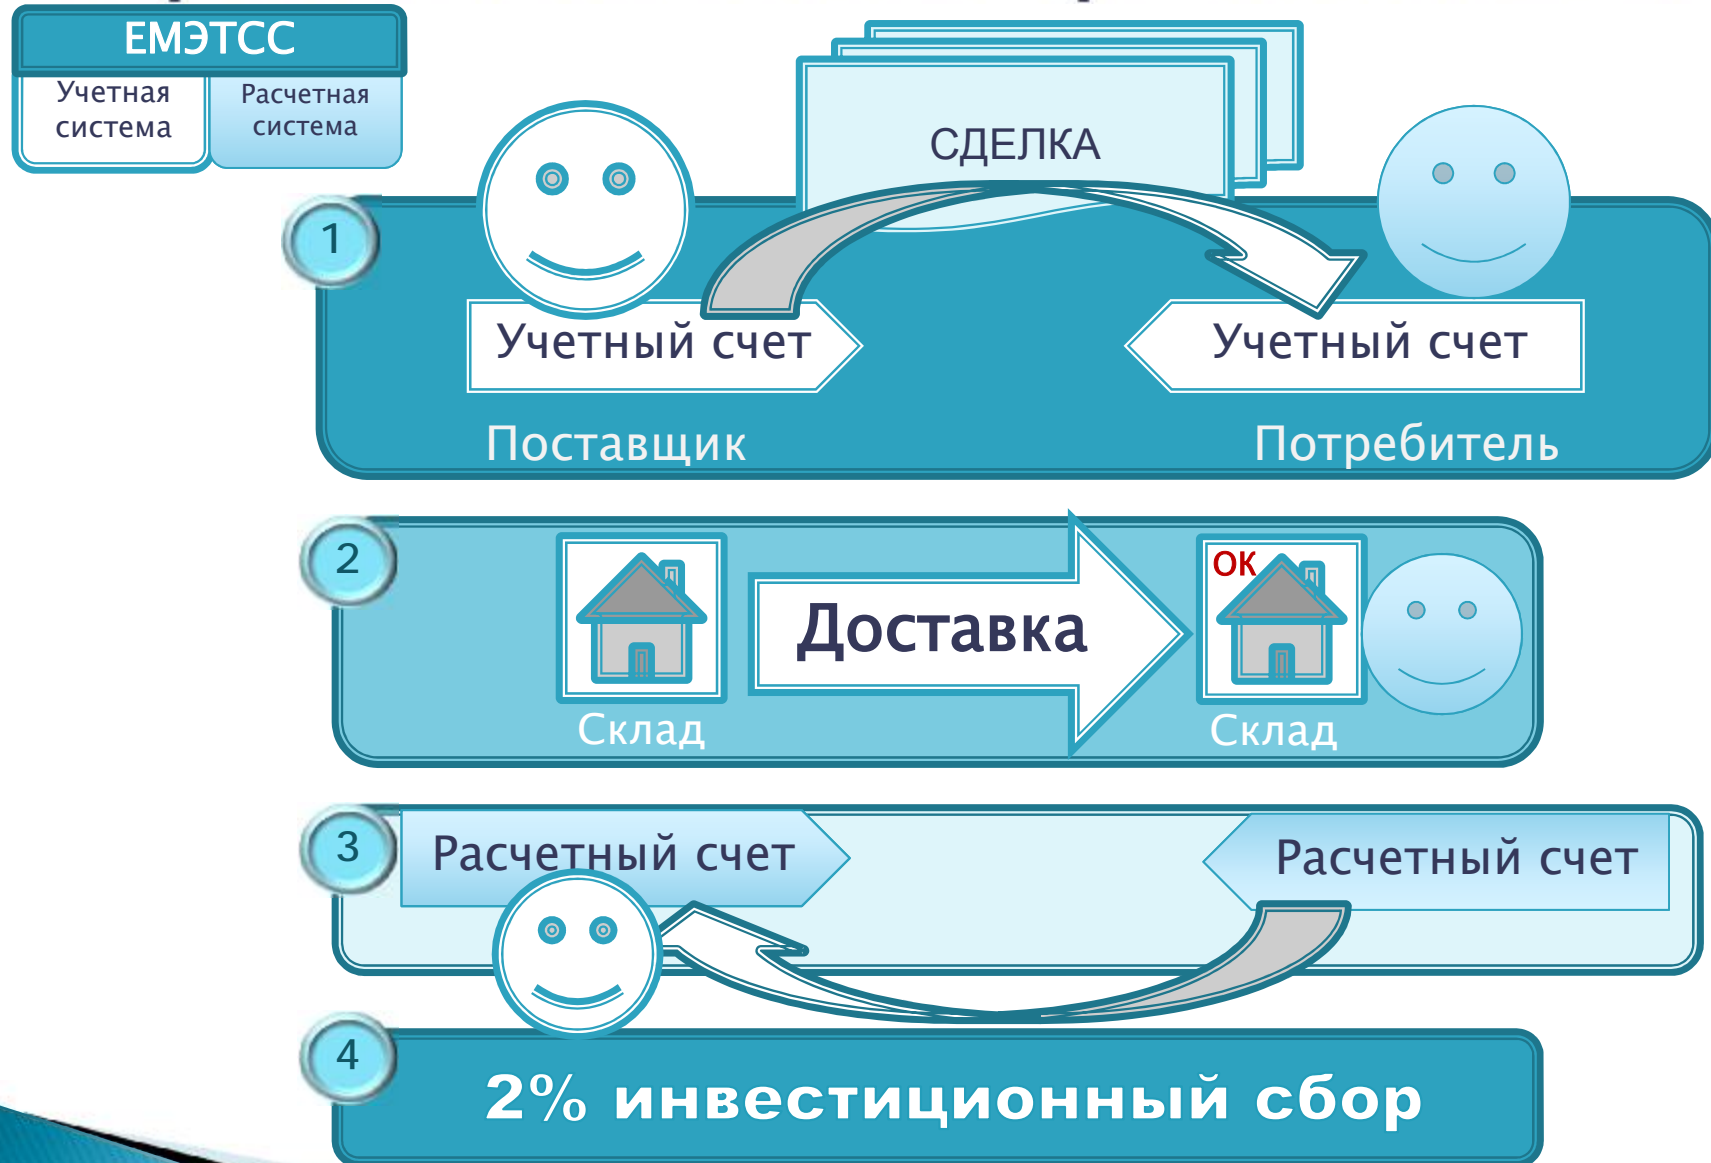 ЕМЭТСС
Учетная
система
Расчетная
система
СДЕЛКА
1
Учетный счет
Учетный счет
Поставщик
Потребитель
2
Доставка
ОК
Склад
Склад
3
Расчетный счет
Расчетный счет
4
2% инвестиционный сбор